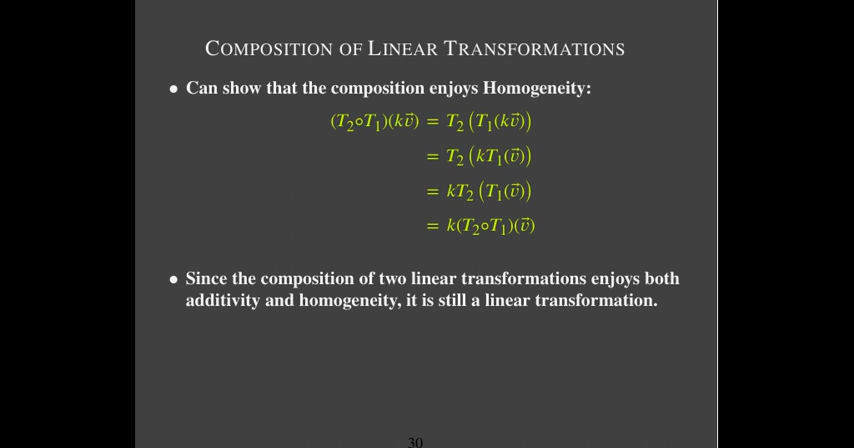 COMPOSITION OF LINEAR TRANSFORMATIONS
• Can show that the composition enjoys Homogeneity:
(T₂∘T₁)(kv⃗) = T₂(T₁(kv⃗))
= T₂(kT₁(v⃗))
= kT₂(T₁(v⃗))
= k(T₂∘T₁)(v⃗)
• Since the composition of two linear transformations enjoys both
additivity and homogeneity, it is still a linear transformation.
30